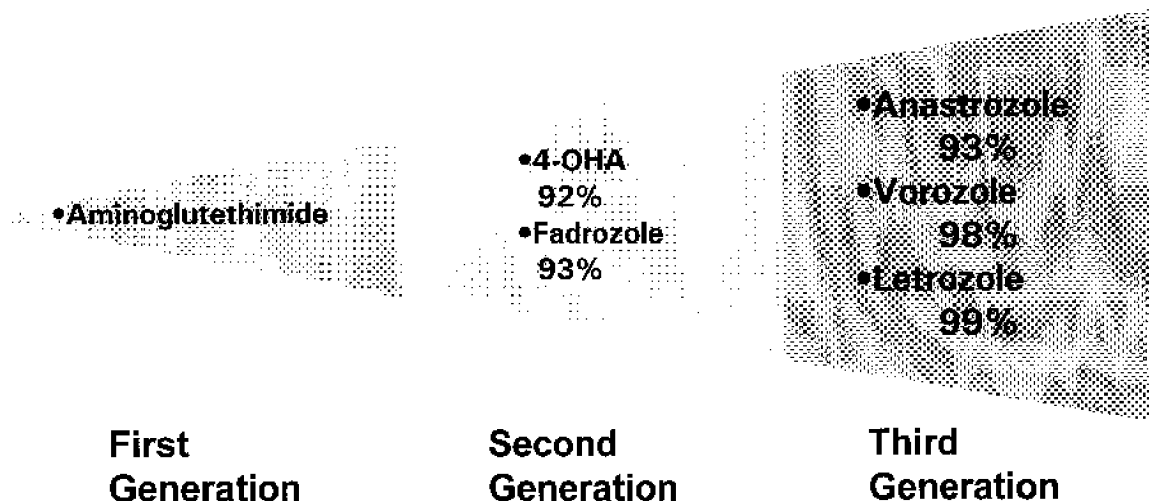 •Aminoglutethimide
•4-OHA
92%
•Fadrozole
93%
•Anastrozole
93%
•Vorozole
98%
•Letrozole
99%
First
Generation
Second
Generation
Third
Generation